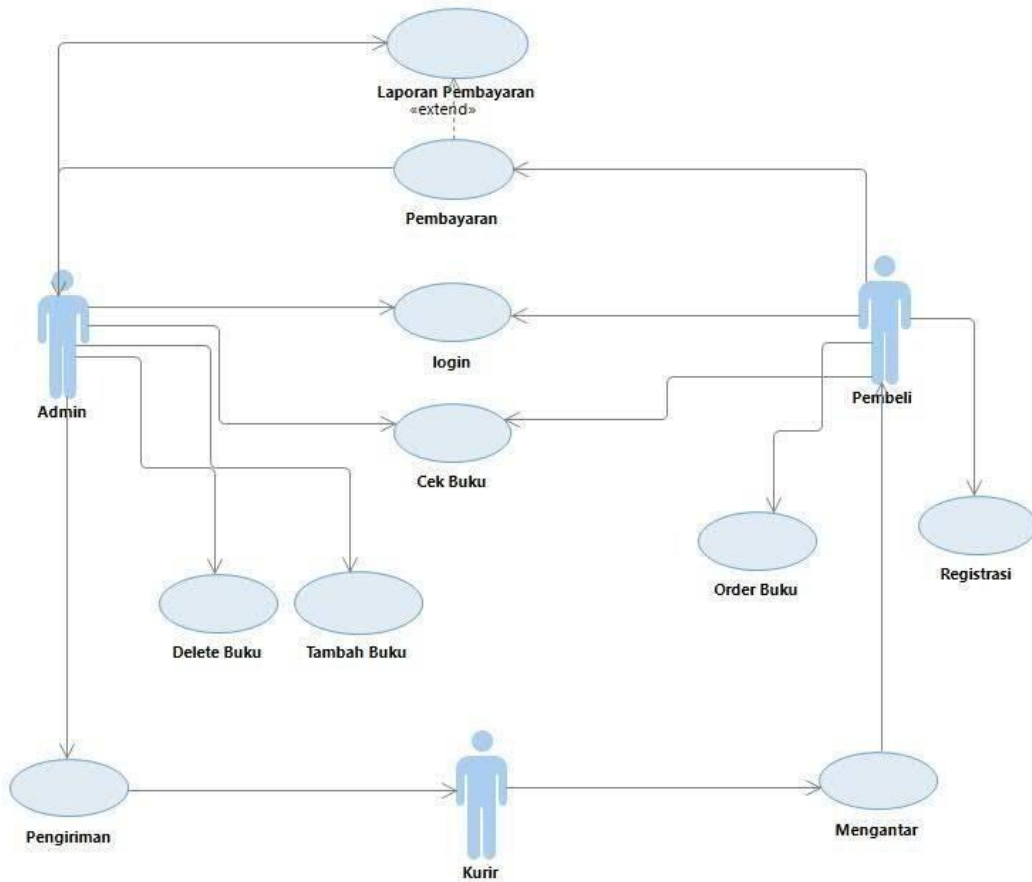 Laporan Pembayaran
«extend»
Pembayaran
login
Admin
Pembeli
Cek Buku
Order Buku
Registrasi
Delete Buku
Tambah Buku
Pengiriman
Mengantar
Kurir